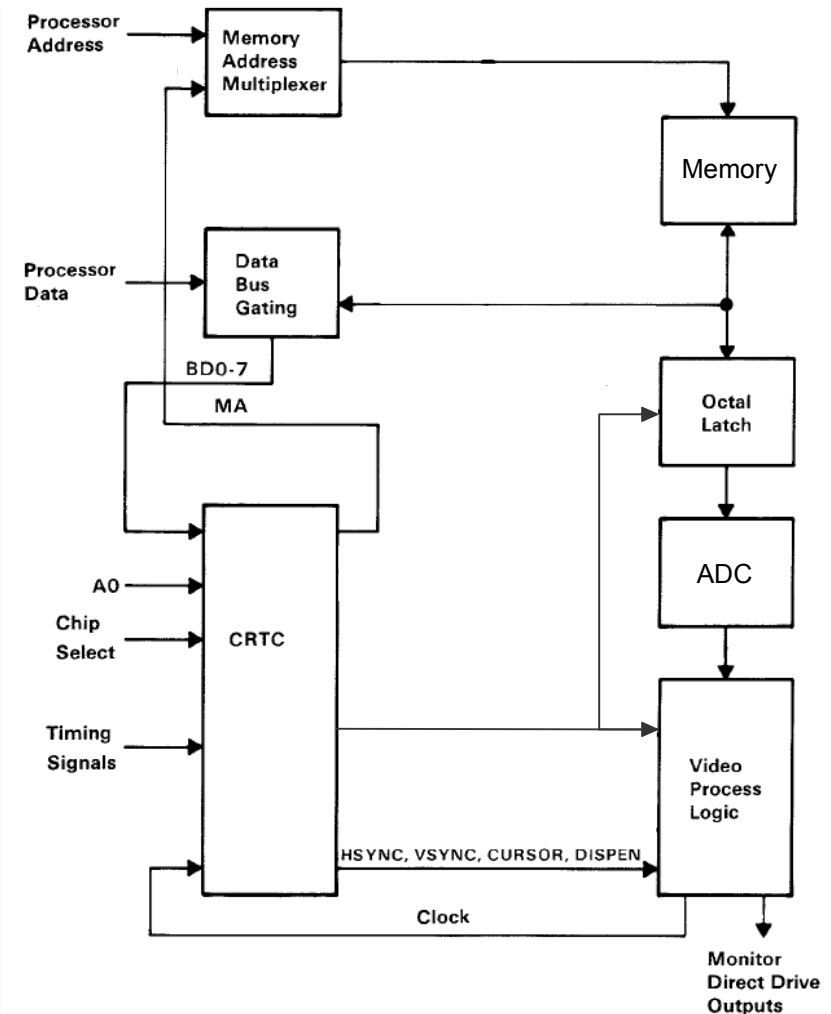 Processor
Address
Memory
Address
Multiplexer
Memory
Processor
Data
Data
Bus
Gating
BD0-7
MA
Octal
Latch
A0
Chip
Select
CRTC
ADC
Timing
Signals
Video
Process
Logic
HSYNC, VSYNC, CURSOR, DISPEN
Clock
Monitor
Direct Drive
Outputs